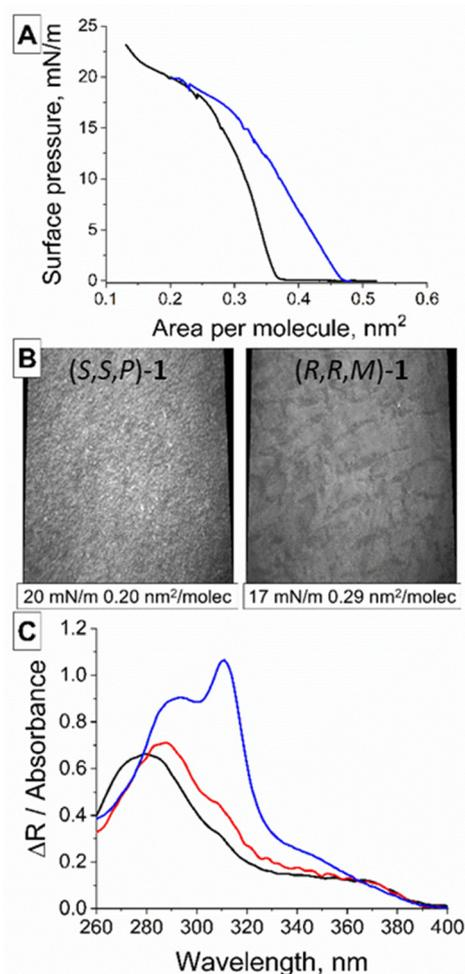 A
Surface pressure, mN/m
25
20
15
10
5
0
0.1 0.2 0.3 0.4 0.5 0.6
Area per molecule, nm²
B
(S,S,P)-1 (R,R,M)-1
20 mN/m 0.20 nm²/molec 17 mN/m 0.29 nm²/molec
C
ΔR / Absorbance
1.2
1.0
0.8
0.6
0.4
0.2
0.0
260 280 300 320 340 360 380 400
Wavelength, nm